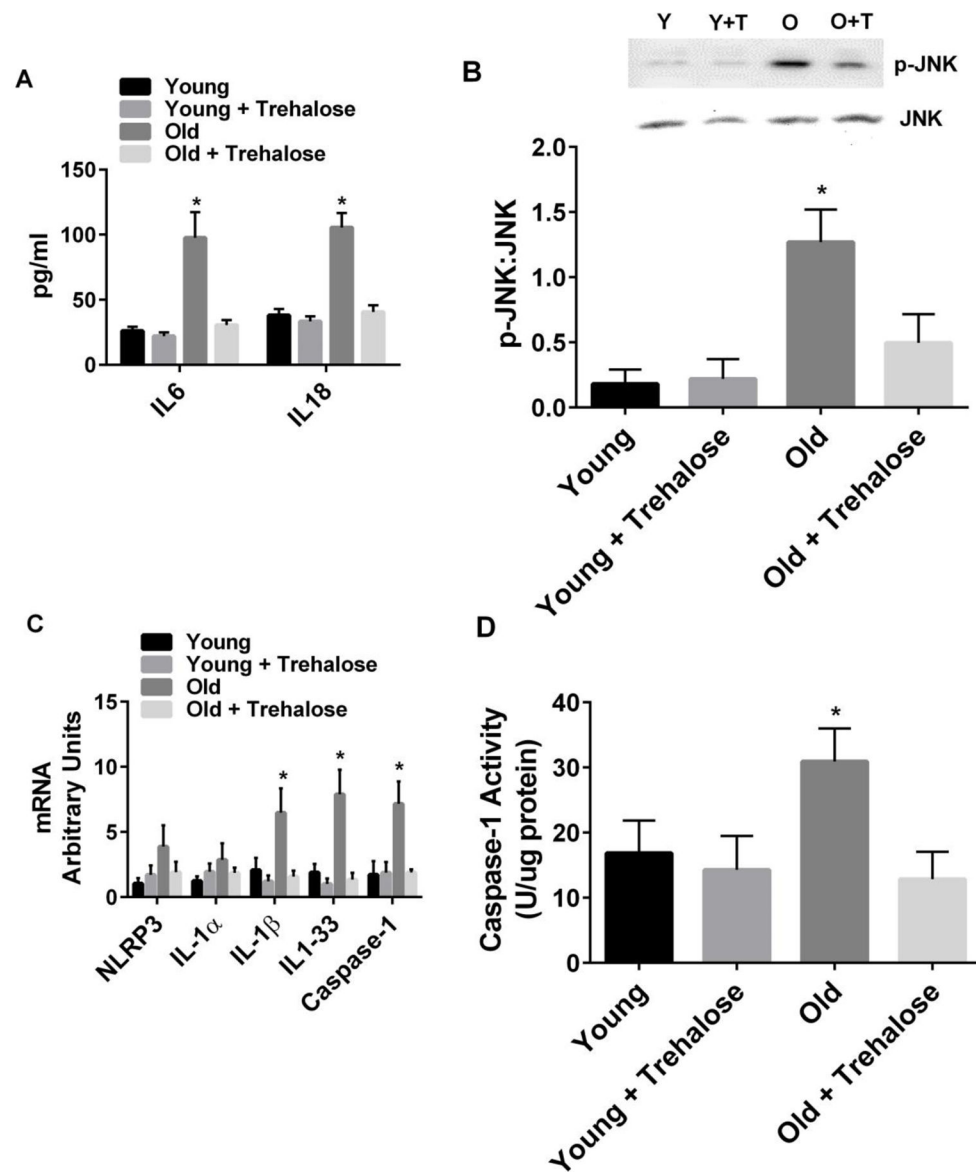 A
Young
Young + Trehalose
Old
Old + Trehalose
150
100
50
0
pg/ml
*
*
IL6
IL18
B
Y Y+T O O+T
p-JNK
JNK
2.0
1.5
1.0
0.5
0.0
p-JNK:JNK
*
Young
Young + Trehalose
Old
Old + Trehalose
C
Young
Young + Trehalose
Old
Old + Trehalose
15
10
5
0
mRNA
Arbitrary Units
*
*
*
NLRP3
IL-1α
IL-1β
IL1-33
Caspase-1
D
40
30
20
10
0
Caspase-1 Activity
(U/ug protein)
*
Young
Young + Trehalose
Old
Old + Trehalose